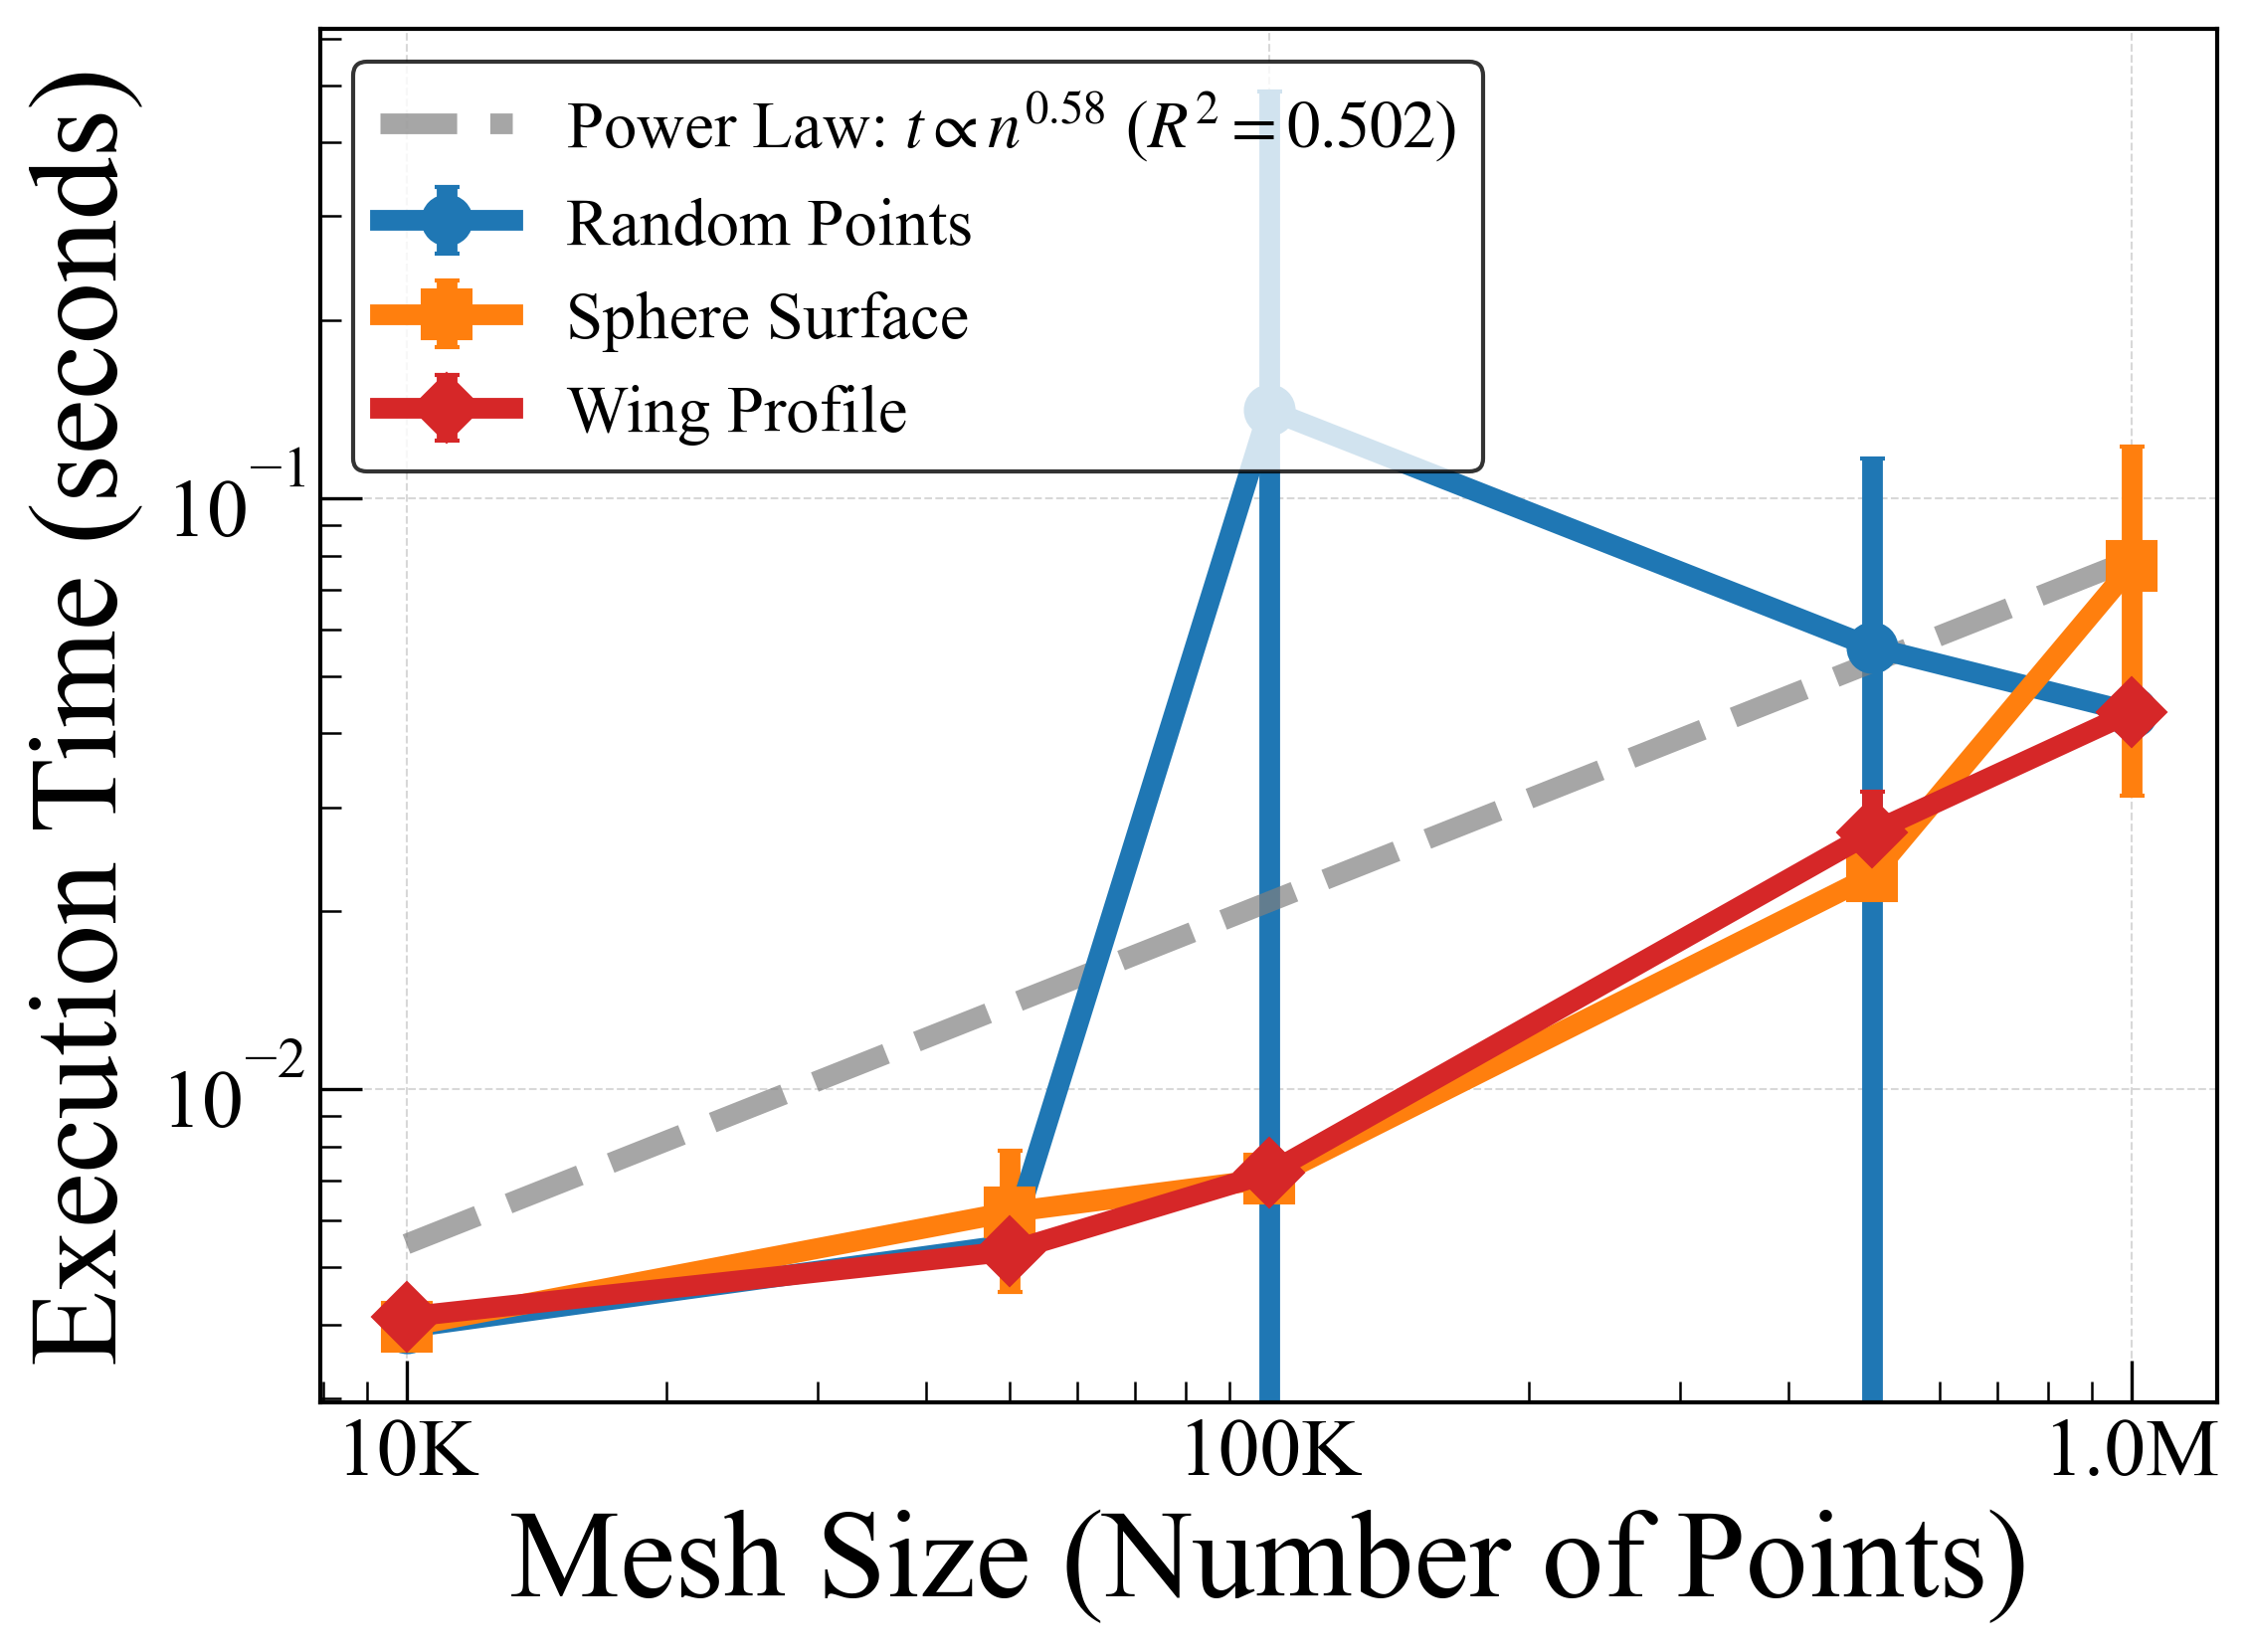 Execution Time (seconds)
Power Law: t ∝ n^0.58 (R^2 = 0.502)
Random Points
Sphere Surface
Wing Profile
10^−1
10^−2
10K
100K
1.0M
Mesh Size (Number of Points)